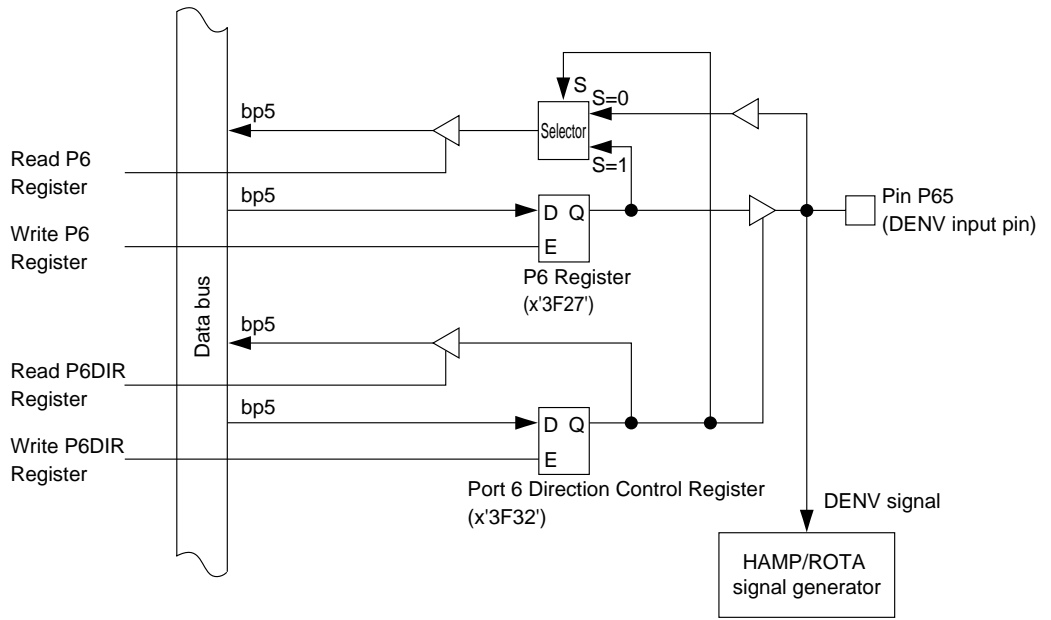 S
S=0
bp5
Selector
Read P6
Register
S=1
Pin P65
(DENV input pin)
bp5
D Q
Write P6
Register
E
P6 Register
(x'3F27')
Data bus
bp5
Read P6DIR
Register
bp5
D Q
Write P6DIR
Register
E
Port 6 Direction Control Register
(x'3F32')
DENV signal
HAMP/ROTA
signal generator